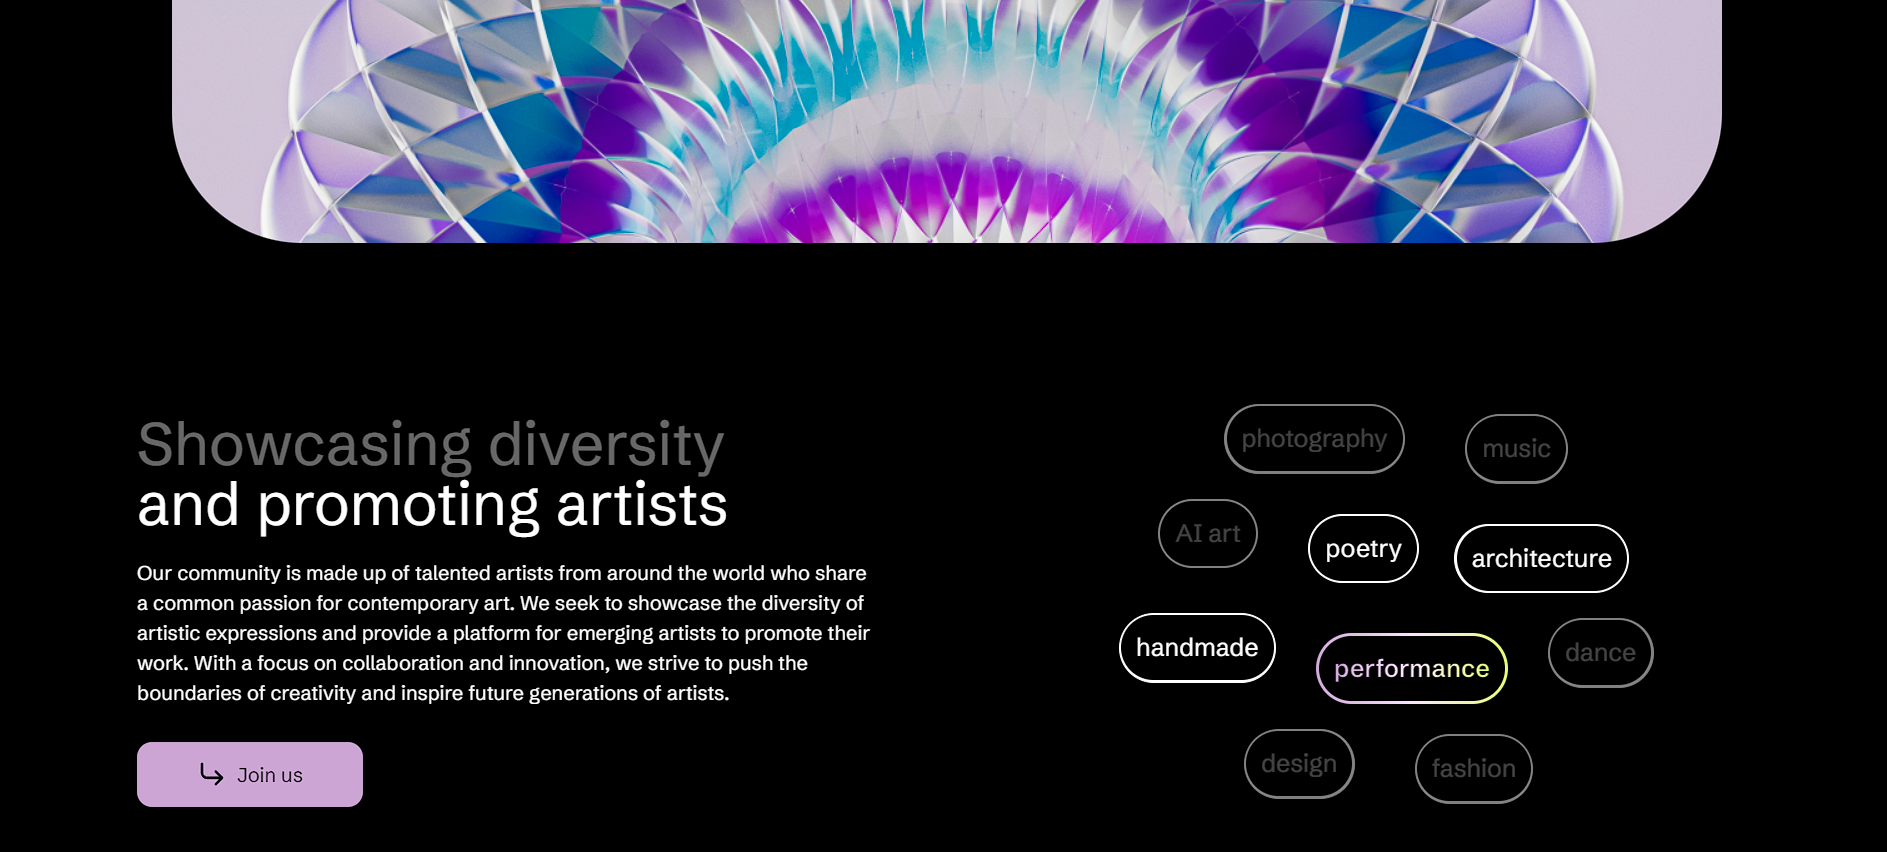 Showcasing diversity
and promoting artists
Our community is made up of talented artists from around the world who share
a common passion for contemporary art. We seek to showcase the diversity of
artistic expressions and provide a platform for emerging artists to promote their
work. With a focus on collaboration and innovation, we strive to push the
boundaries of creativity and inspire future generations of artists.
Join us
photography
music
AI art
poetry
architecture
handmade
performance
dance
design
fashion